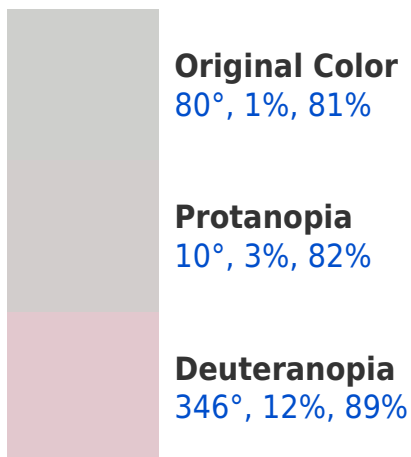 Original Color
80°, 1%, 81%
Protanopia
10°, 3%, 82%
Deuteranopia
346°, 12%, 89%